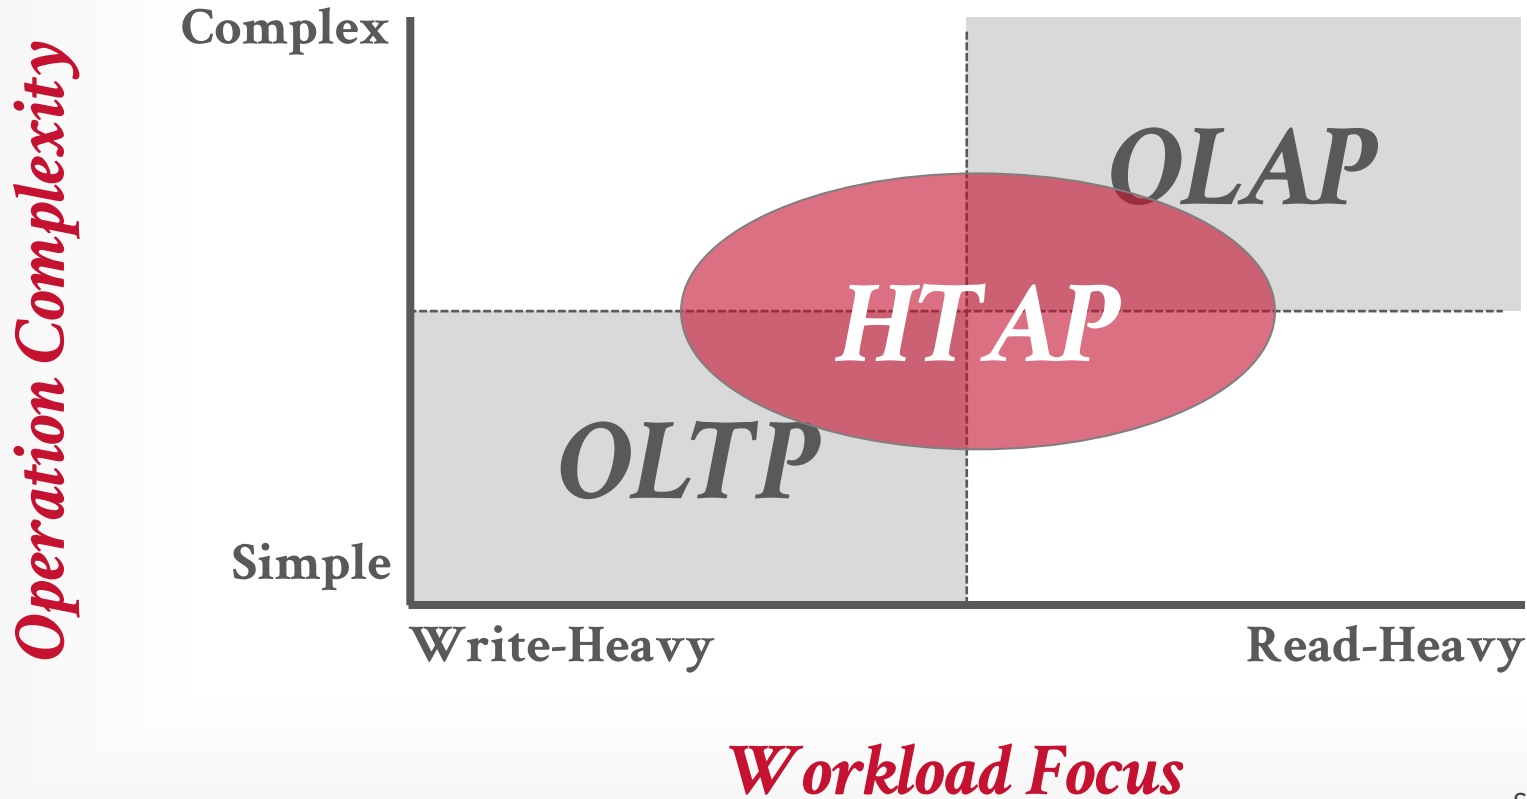 Complex
Operation Complexity
OLAP
HTAP
OLTP
Simple
Write-Heavy
Read-Heavy
Workload Focus